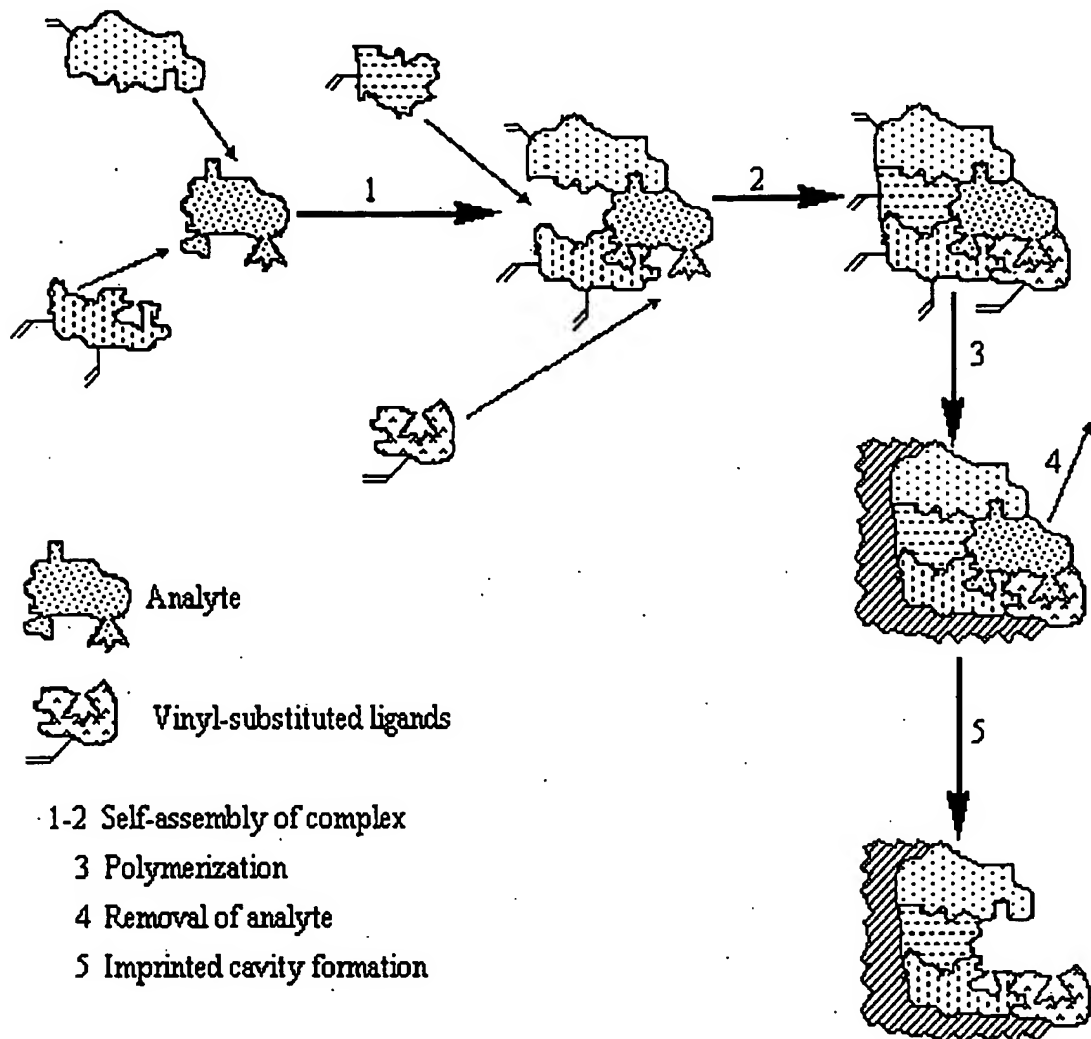 1
2
3
4
5
Analyte
Vinyl-substituted ligands
1-2 Self-assembly of complex
3 Polymerization
4 Removal of analyte
5 Imprinted cavity formation